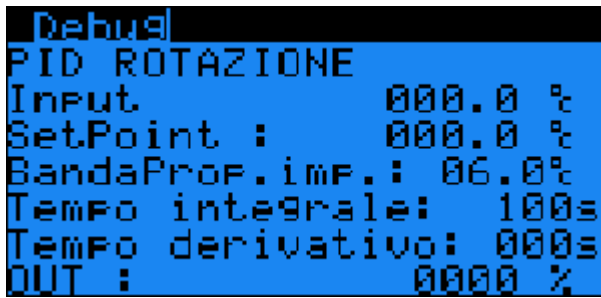 Debug
PID ROTAZIONE
Input 000.0 °c
SetPoint : 000.0 °c
BandaProp.imp.: 06.0°c
Tempo integrale: 100s
Tempo derivativo: 000s
OUT : 0000 %